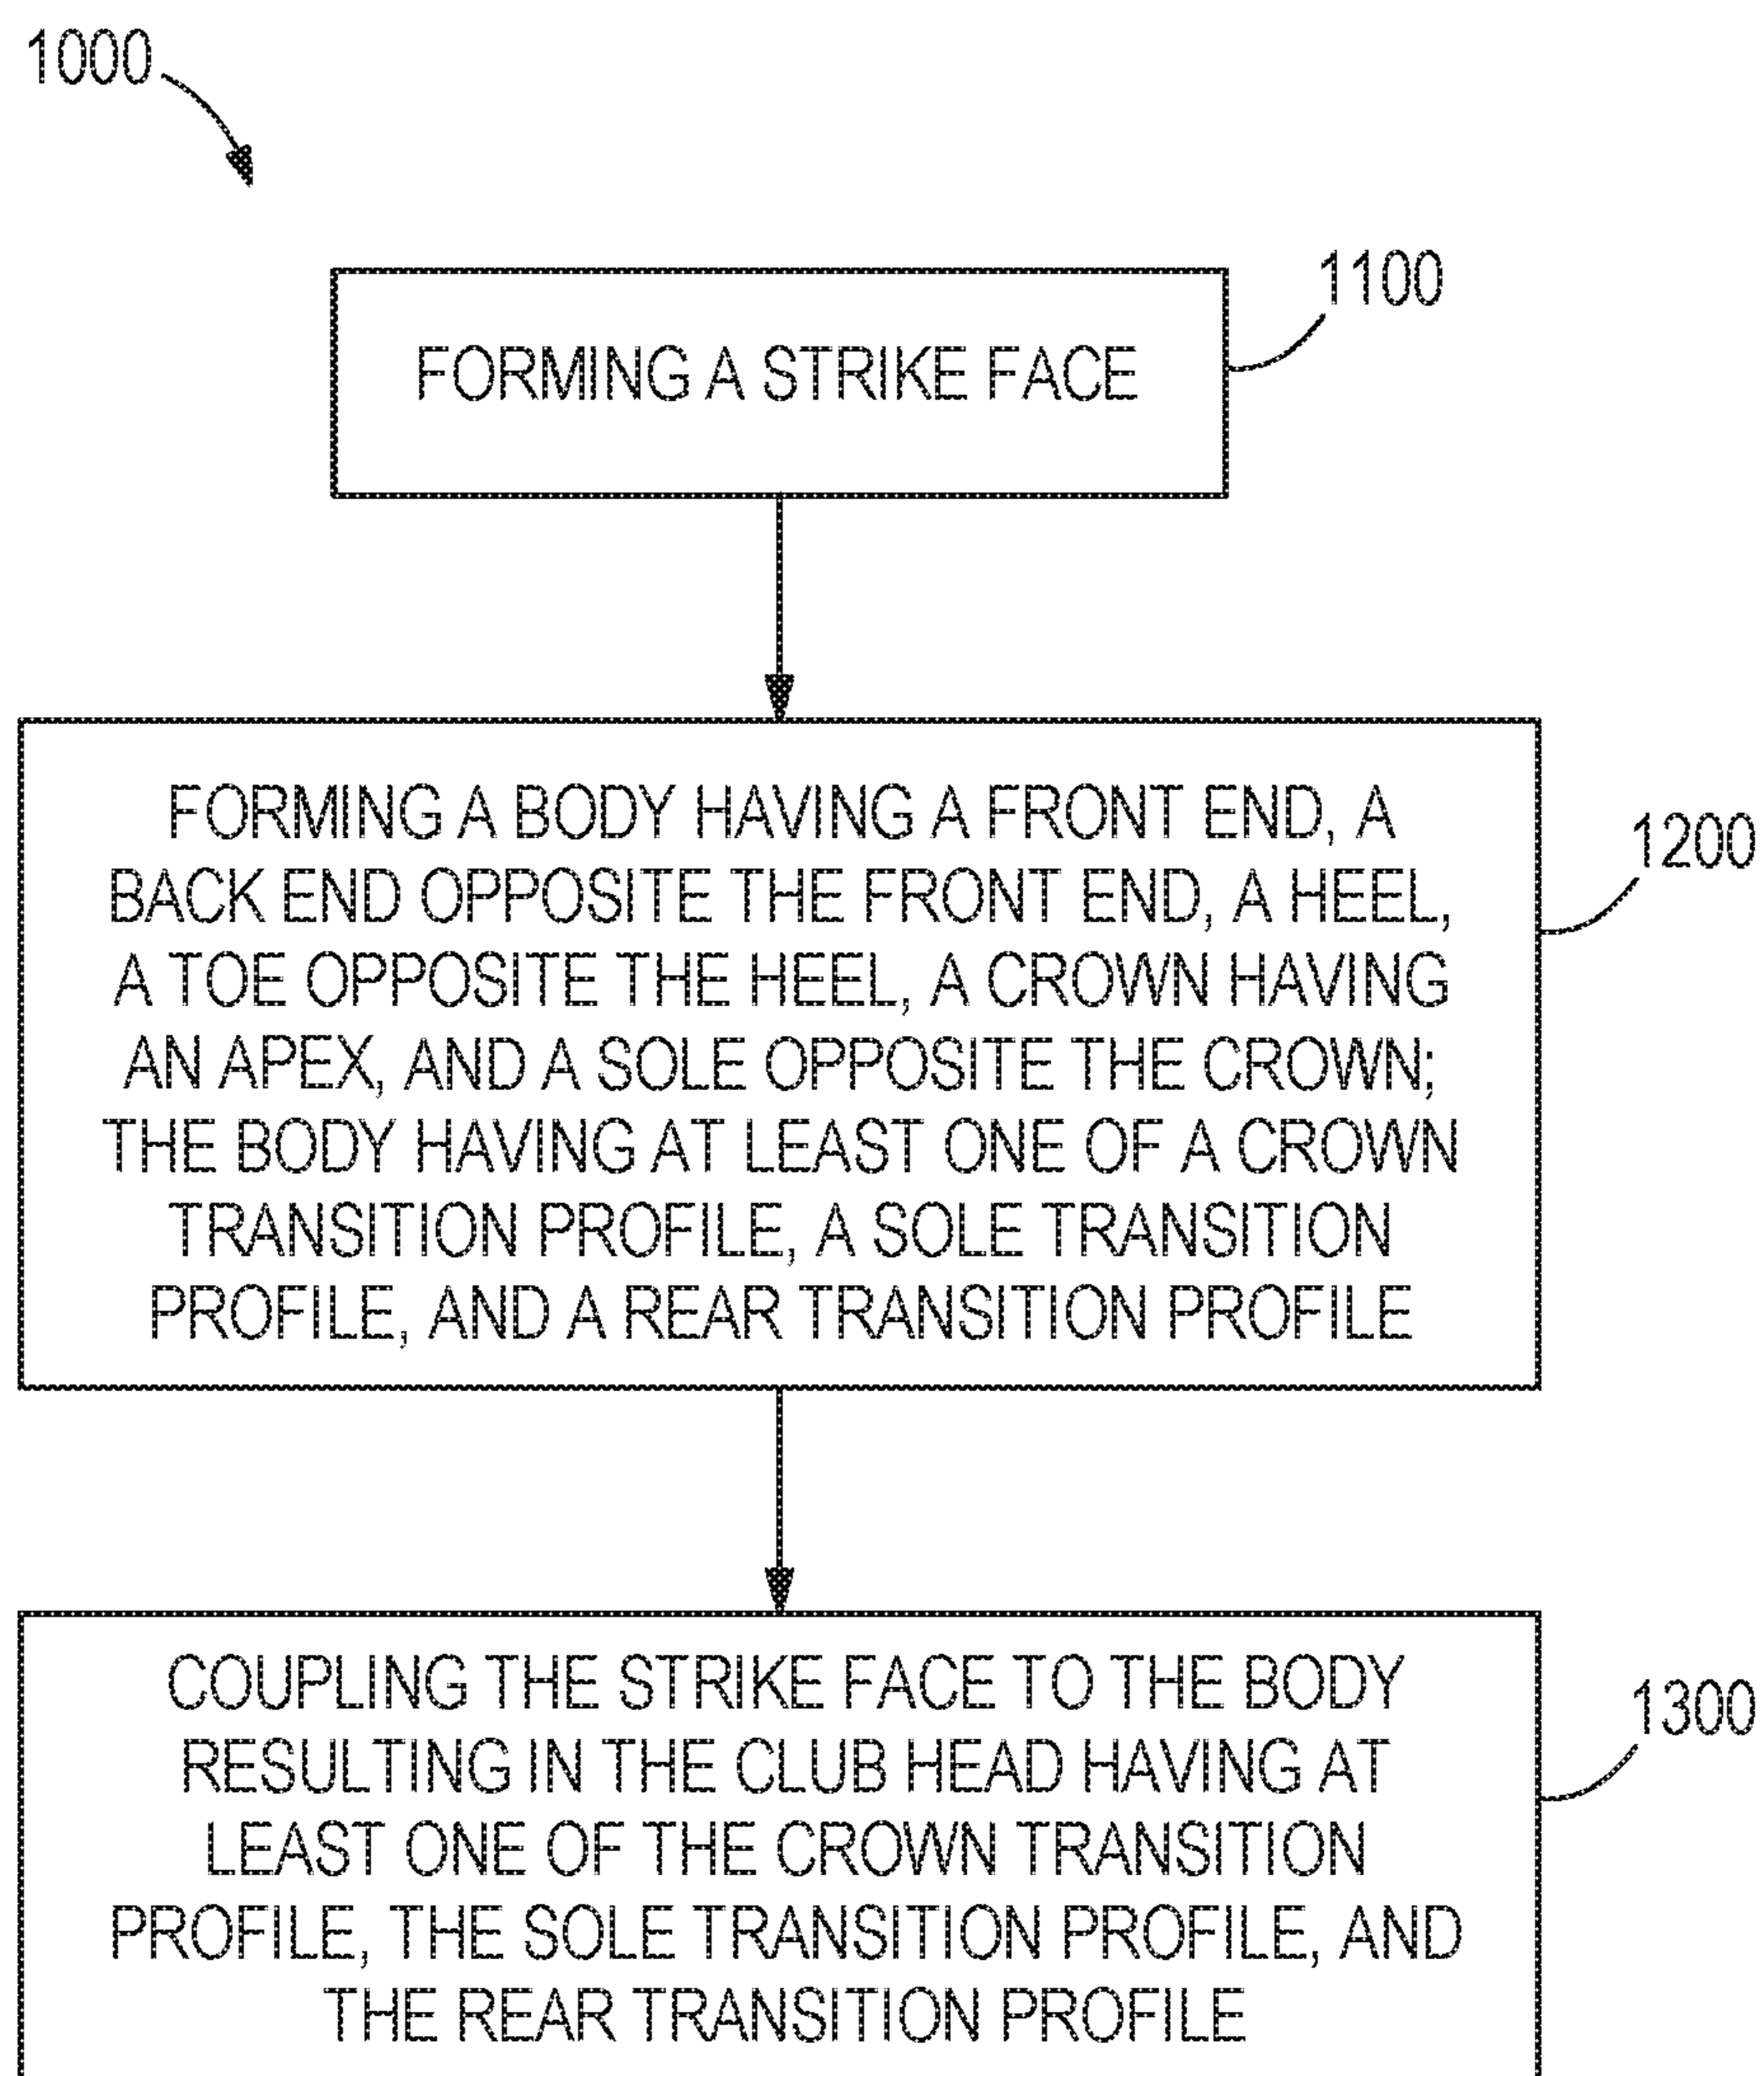 1000
1100
FORMING A STRIKE FACE
FORMING A BODY HAVING A FRONT END, A
BACK END OPPOSITE THE FRONT END, A HEEL,
A TOE OPPOSITE THE HEEL, A CROWN HAVING
AN APEX, AND A SOLE OPPOSITE THE CROWN;
THE BODY HAVING AT LEAST ONE OF A CROWN
TRANSITION PROFILE, A SOLE TRANSITION
PROFILE, AND A REAR TRANSITION PROFILE
1200
COUPLING THE STRIKE FACE TO THE BODY
RESULTING IN THE CLUB HEAD HAVING AT
LEAST ONE OF THE CROWN TRANSITION
PROFILE, THE SOLE TRANSITION PROFILE, AND
THE REAR TRANSITION PROFILE
1300